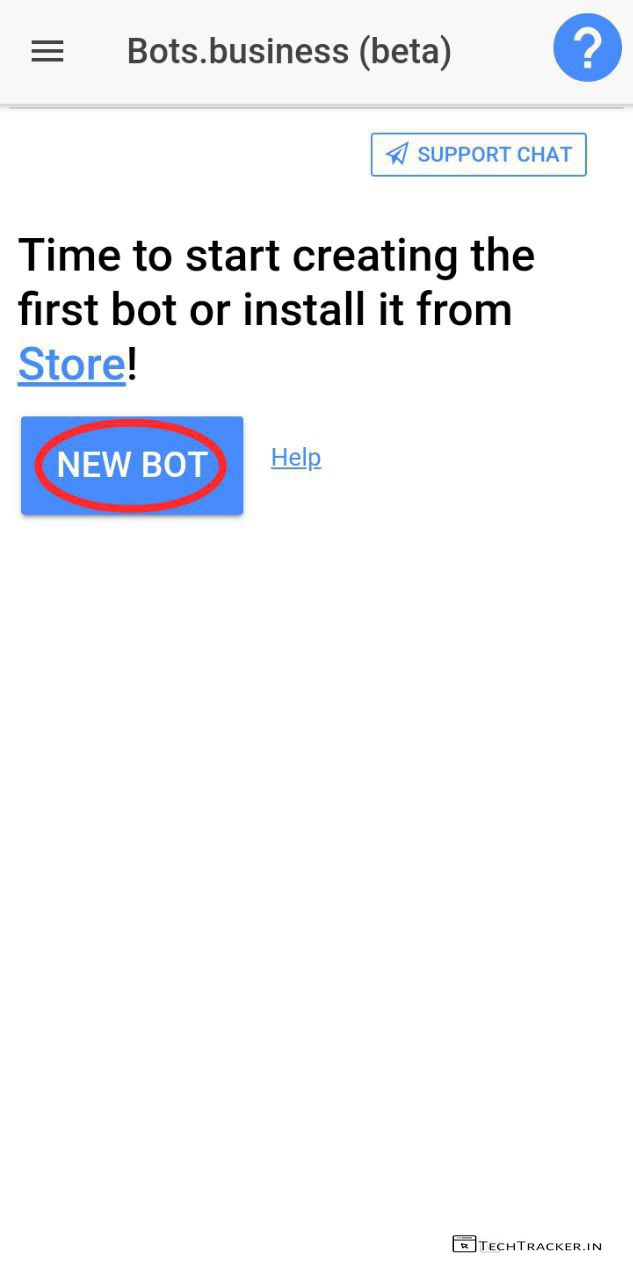 Bots.business (beta)
?
SUPPORT CHAT
Time to start creating the
first bot or install it from
Store!
NEW BOT Help
TECHTRACKER.IN